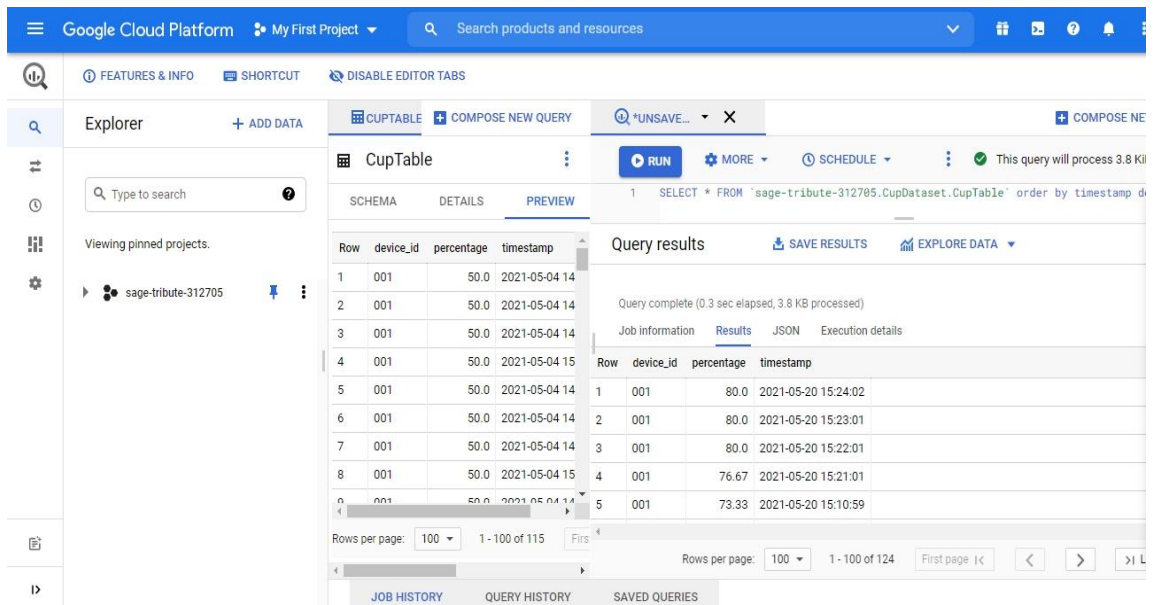 Google Cloud Platform My First Project Search products and resources
FEATURES & INFO SHORTCUT DISABLE EDITOR TABS
Explorer + ADD DATA
Type to search
Viewing pinned projects.
sage-tribute-312705
CUPTABLE COMPOSE NEW QUERY
CupTable
SCHEMA DETAILS PREVIEW
Row device_id percentage timestamp
1 001 50.0 2021-05-04 14
2 001 50.0 2021-05-04 14
3 001 50.0 2021-05-04 14
4 001 50.0 2021-05-04 15
5 001 50.0 2021-05-04 14
6 001 50.0 2021-05-04 14
7 001 50.0 2021-05-04 14
8 001 50.0 2021-05-04 15
9 001 50.0 2021-05-04 14
Rows per page: 100 1 - 100 of 115 Firs
*UNSAVE... X COMPOSE NE
RUN MORE SCHEDULE This query will process 3.8 Ki
1 SELECT * FROM `sage-tribute-312705.CupDataset.CupTable` order by timestamp de
Query results SAVE RESULTS EXPLORE DATA
Query complete (0.3 sec elapsed, 3.8 KB processed)
Job information Results JSON Execution details
Row device_id percentage timestamp
1 001 80.0 2021-05-20 15:24:02
2 001 80.0 2021-05-20 15:23:01
3 001 80.0 2021-05-20 15:22:01
4 001 76.67 2021-05-20 15:21:01
5 001 73.33 2021-05-20 15:10:59
Rows per page: 100 1 - 100 of 124 First page L
JOB HISTORY QUERY HISTORY SAVED QUERIES